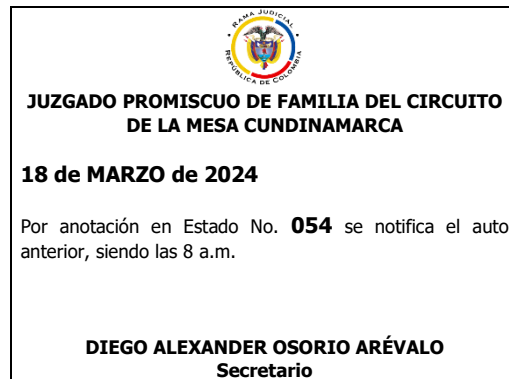 RAMA JUDICIAL
REPÚBLICA DE COLOMBIA
JUZGADO PROMISCUO DE FAMILIA DEL CIRCUITO
DE LA MESA CUNDINAMARCA
18 de MARZO de 2024
Por anotación en Estado No. 054 se notifica el auto
anterior, siendo las 8 a.m.
DIEGO ALEXANDER OSORIO ARÉVALO
Secretario